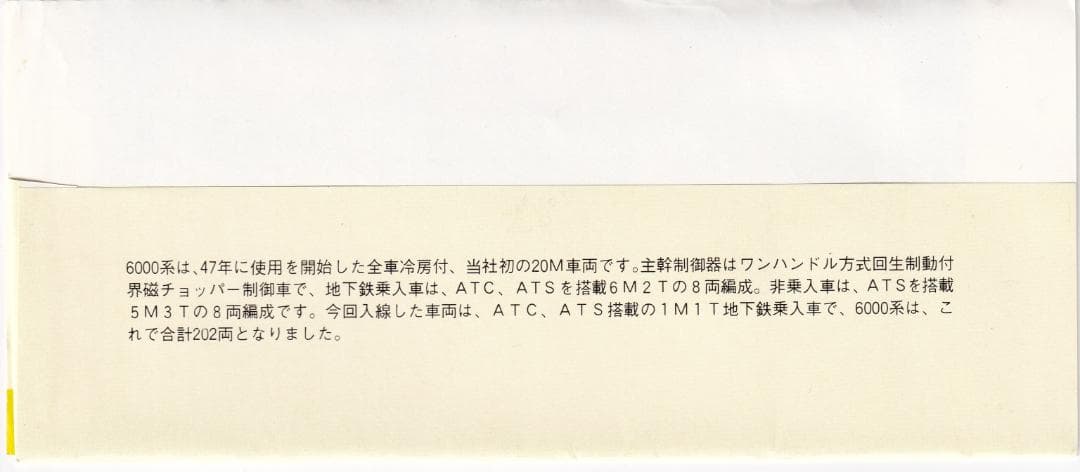 6000系は、47年に使用を開始した全車冷房付、当社初の20M車両です。主幹制御器はワンハンドル方式回生制動付
界磁チョッパー制御車で、地下鉄乗入車は、ATC、ATSを搭載6M2Tの8両編成。非乗入車は、ATSを搭載
5M3Tの8両編成です。今回入線した車両は、ATC、ATS搭載の1M1T地下鉄乗入車で、6000系は、こ
れで合計202両となりました。